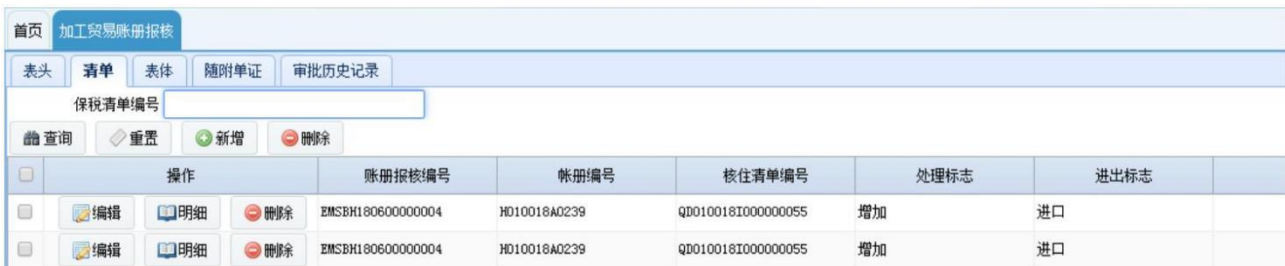 首页 加工贸易账册报核
表头 清单 表体 随附单证 审批历史记录
保税清单编号
查询 重置 新增 删除
操作 账册报核编号 帐册编号 核住清单编号 处理标志 进出标志
编辑 明细 删除 EMSBH180600000004 H010018A0239 QD010018I000000055 增加 进口
编辑 明细 删除 EMSBH180600000004 H010018A0239 QD010018I000000055 增加 进口